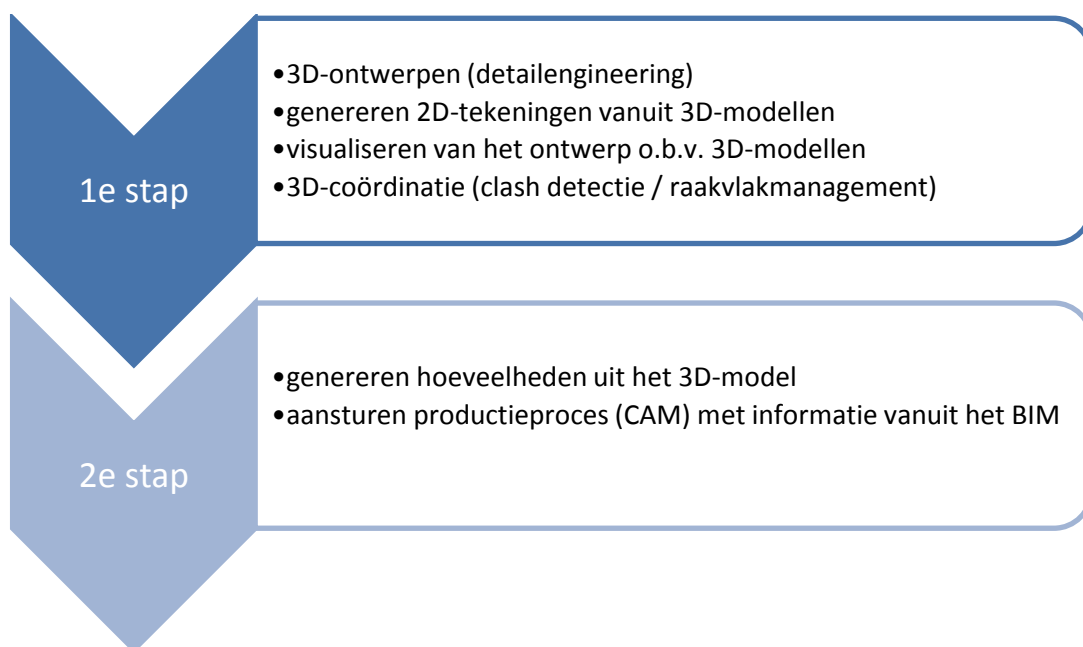 1e stap
•3D-ontwerpen (detailengineering)
•genereren 2D-tekeningen vanuit 3D-modellen
•visualiseren van het ontwerp o.b.v. 3D-modellen
•3D-coördinatie (clash detectie / raakvlakmanagement)
2e stap
•genereren hoeveelheden uit het 3D-model
•aansturen productieproces (CAM) met informatie vanuit het BIM